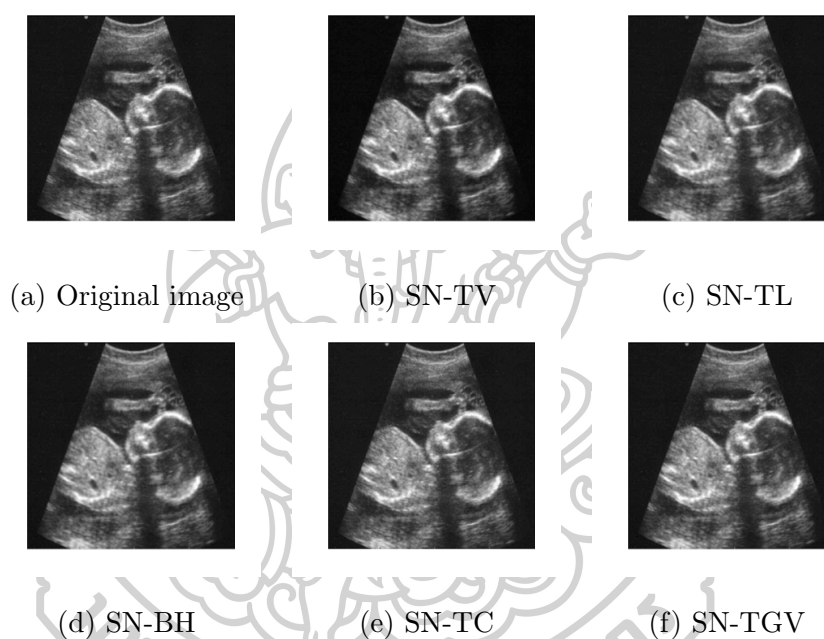 (a) Original image
(b) SN-TV
(c) SN-TL
(d) SN-BH
(e) SN-TC
(f) SN-TGV